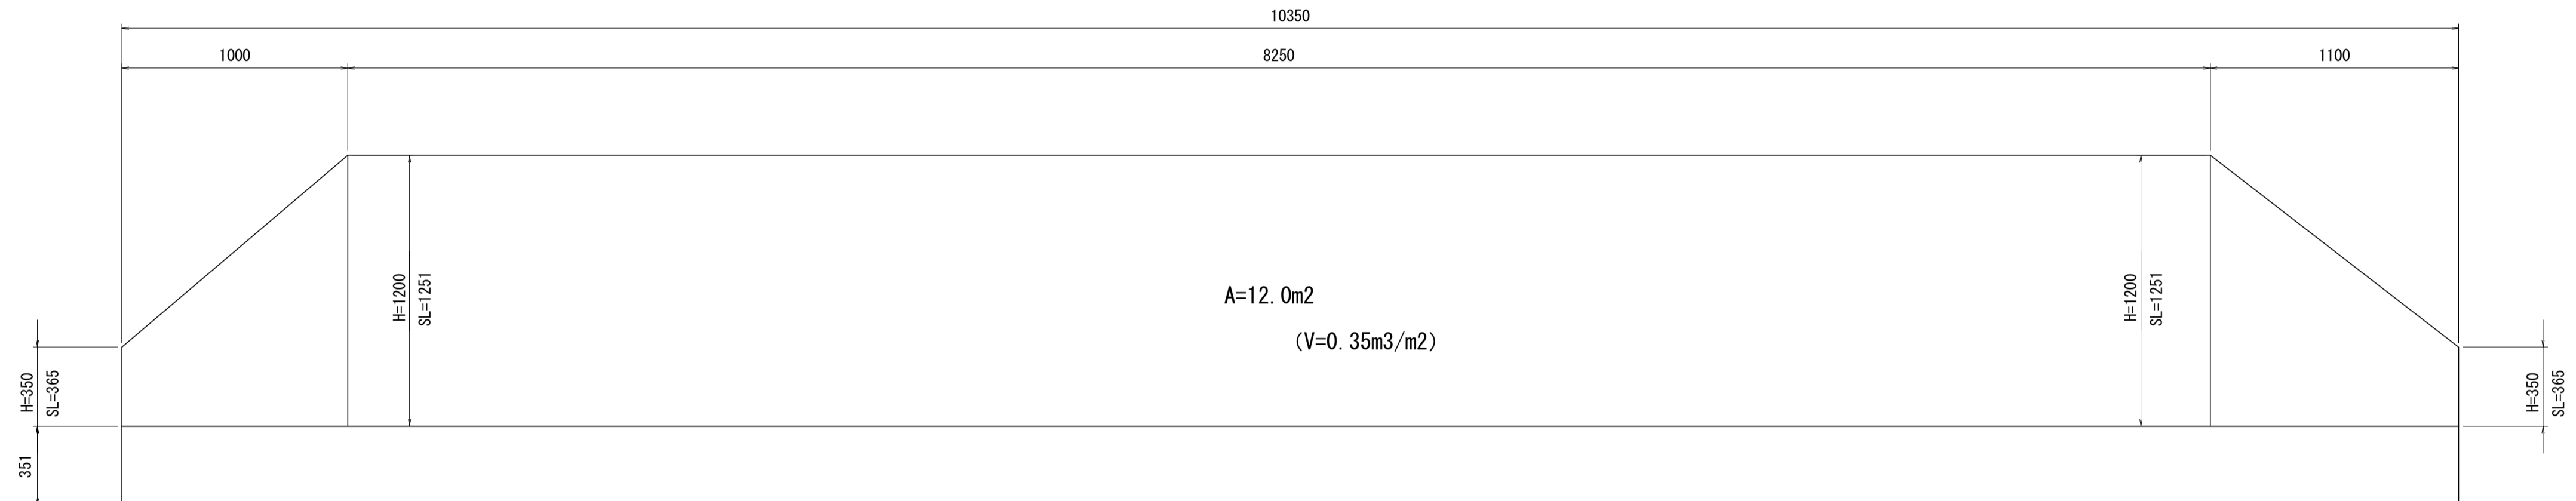 10350
1000
8250
1100
H=1200
SL=1251
H=1200
SL=1251
A=12.0m2
(V=0.35m3/m2)
H=350
SL=365
H=350
SL=365
351